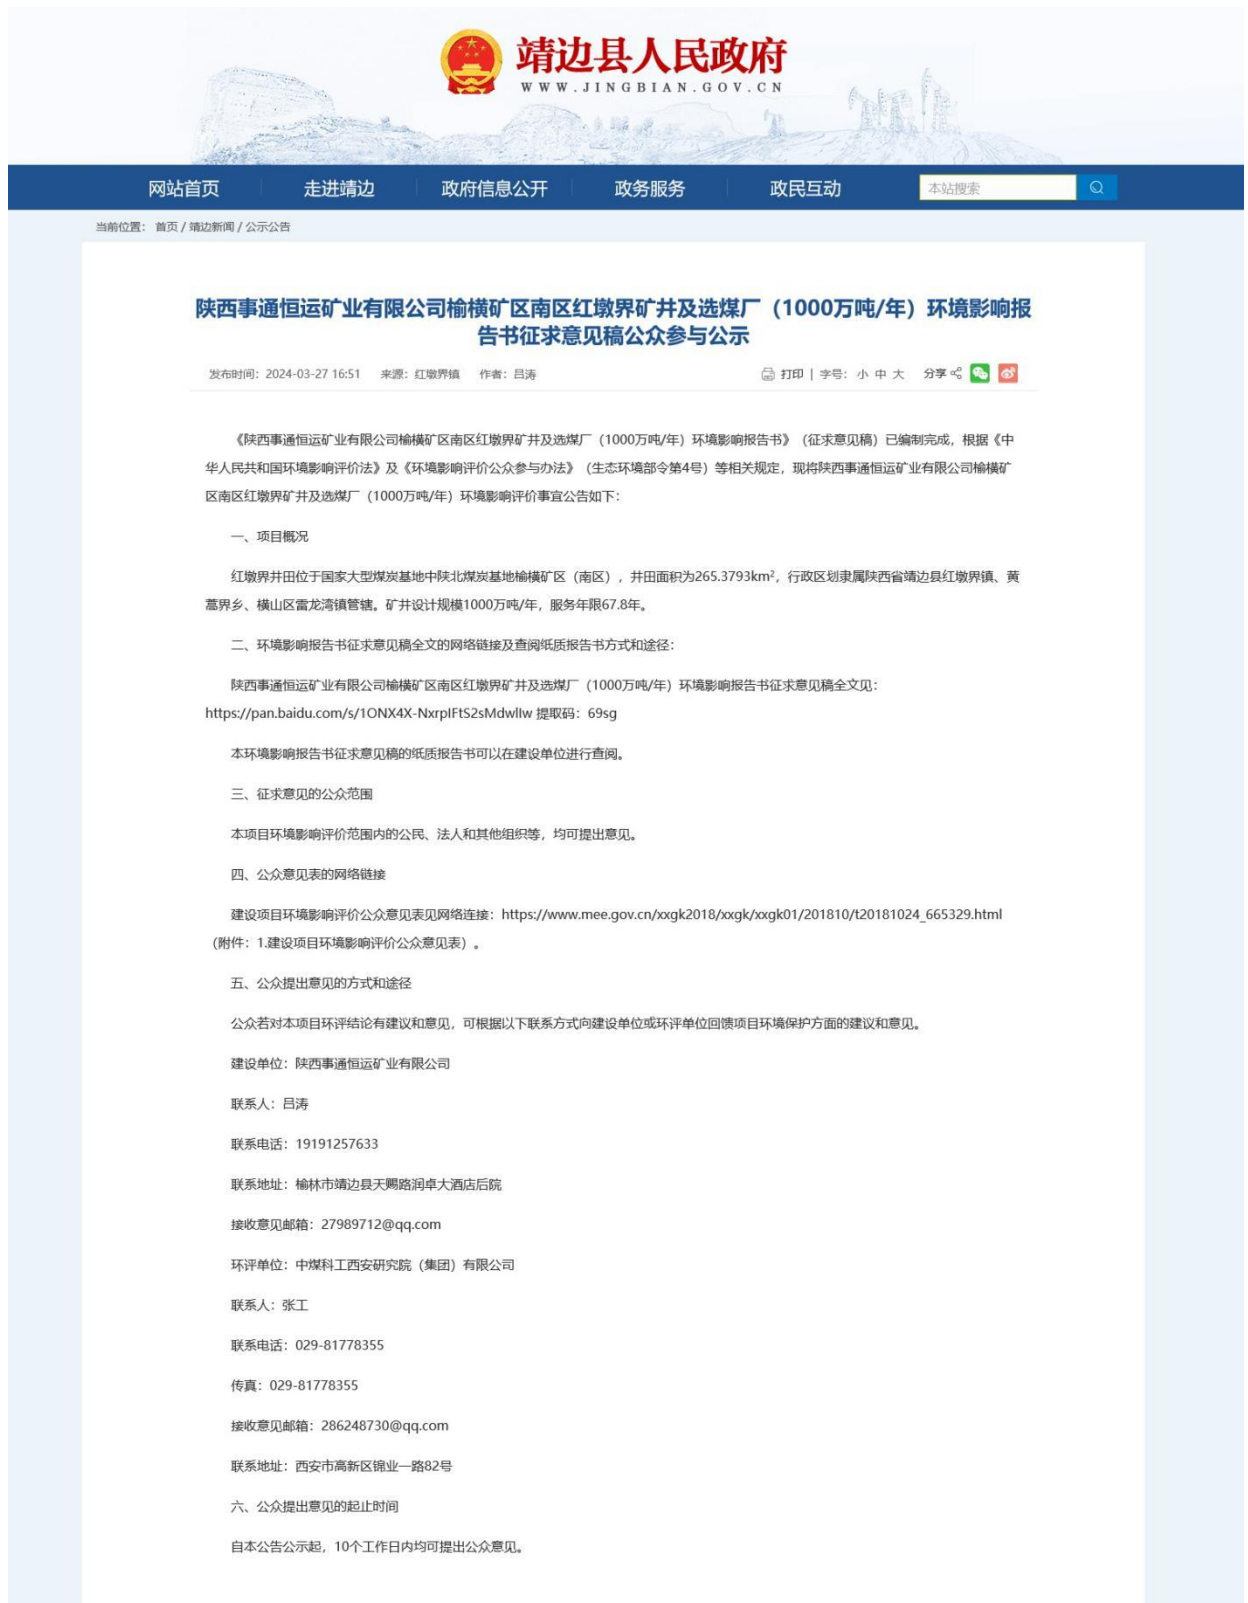 靖边县人民政府
WWW.JINGBIAN.GOV.CN
网站首页 走进靖边 政府信息公开 政务服务 政民互动 本站搜索
当前位置： 首页 / 靖边新闻 / 公示公告
陕西事通恒运矿业有限公司榆横矿区南区红墩界矿井及选煤厂（1000万吨/年）环境影响报
告书征求意见稿公众参与公示
发布时间：2024-03-27 16:51 来源：红墩界镇 作者：吕涛 打印 | 字号： 小 中 大 分享
《陕西事通恒运矿业有限公司榆横矿区南区红墩界矿井及选煤厂（1000万吨/年）环境影响报告书》（征求意见稿）已编制完成，根据《中
华人民共和国环境影响评价法》及《环境影响评价公众参与办法》（生态环境部令第4号）等相关规定，现将陕西事通恒运矿业有限公司榆横矿
区南区红墩界矿井及选煤厂（1000万吨/年）环境影响评价事宜公告如下：
一、项目概况
红墩界井田位于国家大型煤炭基地中陕北煤炭基地榆横矿区（南区），井田面积为265.3793km²，行政区划隶属陕西省靖边县红墩界镇、黄
蒿界乡、横山区雷龙湾镇管辖。矿井设计规模1000万吨/年，服务年限67.8年。
二、环境影响报告书征求意见稿全文的网络链接及查阅纸质报告书方式和途径：
陕西事通恒运矿业有限公司榆横矿区南区红墩界矿井及选煤厂（1000万吨/年）环境影响报告书征求意见稿全文见：
https://pan.baidu.com/s/1ONX4X-NxrpIFtS2sMdwlIw 提取码：69sg
本环境影响报告书征求意见稿的纸质报告书可以在建设单位进行查阅。
三、征求意见的公众范围
本项目环境影响评价范围内的公民、法人和其他组织等，均可提出意见。
四、公众意见表的网络链接
建设项目环境影响评价公众意见表见网络连接：https://www.mee.gov.cn/xxgk2018/xxgk/xxgk01/201810/t20181024_665329.html
（附件：1.建设项目环境影响评价公众意见表）。
五、公众提出意见的方式和途径
公众若对本项目环评结论有建议和意见，可根据以下联系方式向建设单位或环评单位回馈项目环境保护方面的建议和意见。
建设单位：陕西事通恒运矿业有限公司
联系人：吕涛
联系电话：19191257633
联系地址：榆林市靖边县天赐路润卓大酒店后院
接收意见邮箱：27989712@qq.com
环评单位：中煤科工西安研究院（集团）有限公司
联系人：张工
联系电话：029-81778355
传真：029-81778355
接收意见邮箱：286248730@qq.com
联系地址：西安市高新区锦业一路82号
六、公众提出意见的起止时间
自本公告公示起，10个工作日内均可提出公众意见。